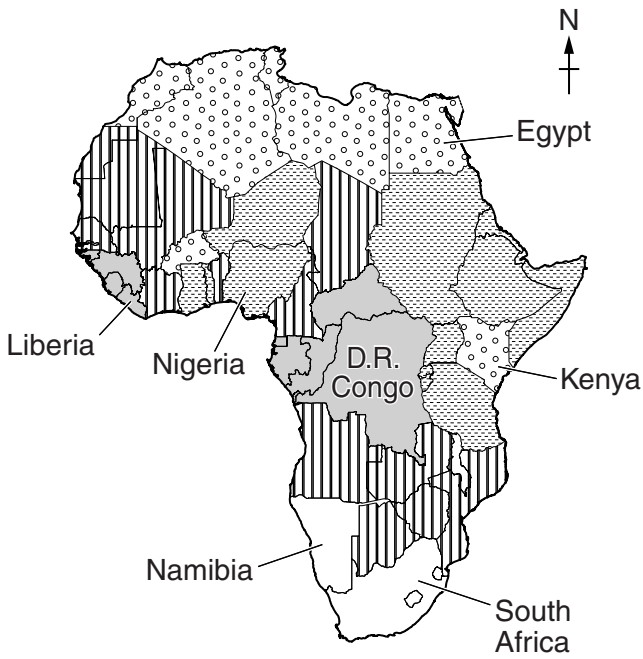 N
Egypt
Liberia
Nigeria
D.R.
Congo
Kenya
Namibia
South
Africa